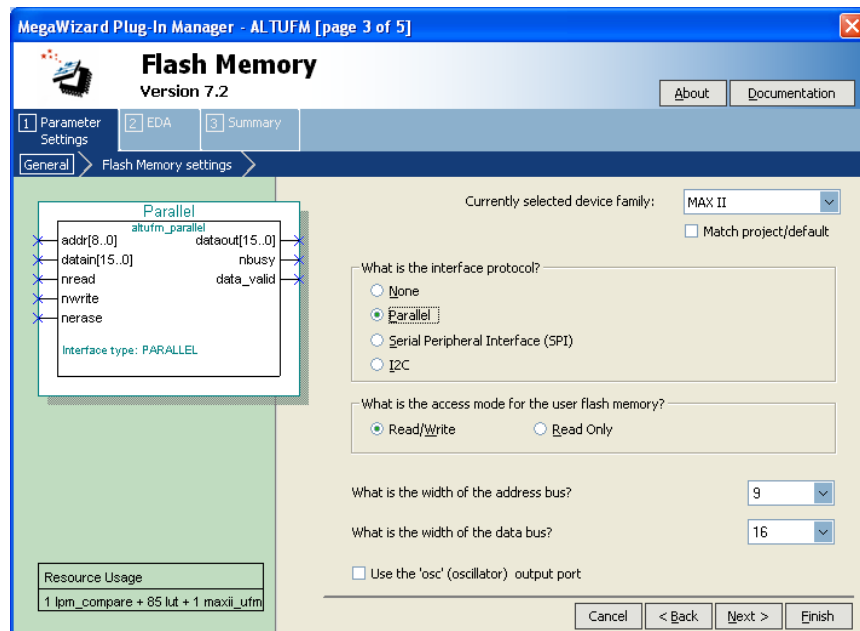 MegaWizard Plug-In Manager - ALTUFM [page 3 of 5]
Flash Memory
Version 7.2
About
Documentation
1 Parameter Settings
2 EDA
3 Summary
General
Flash Memory settings
Parallel
altufm_parallel
addr[8..0] dataout[15..0]
datain[15..0] nbusy
nread data_valid
nwrite
nerase
Interface type: PARALLEL
Resource Usage
1 lpm_compare + 85 lut + 1 maxii_ufm
Currently selected device family: MAX II
Match project/default
What is the interface protocol?
None
Parallel
Serial Peripheral Interface (SPI)
I2C
What is the access mode for the user flash memory?
Read/Write Read Only
What is the width of the address bus? 9
What is the width of the data bus? 16
Use the 'osc' (oscillator) output port
Cancel < Back Next > Finish